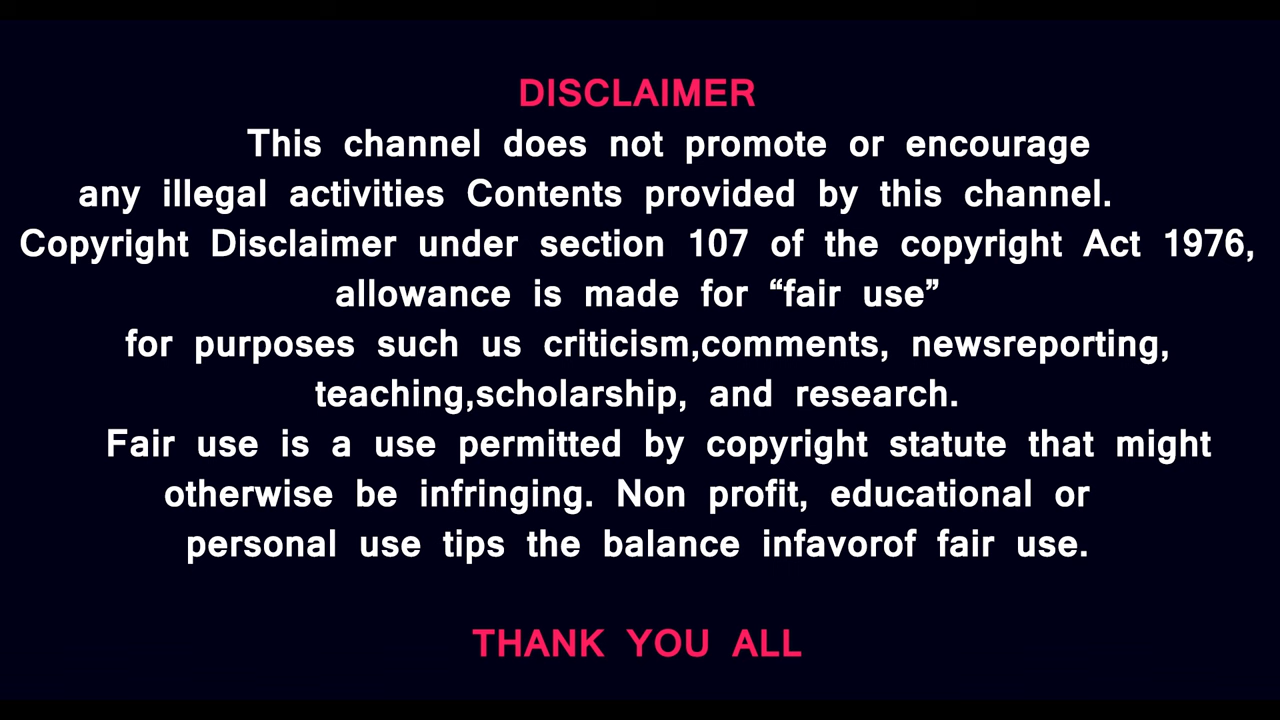 DISCLAIMER
This channel does not promote or encourage
any illegal activities Contents provided by this channel.
Copyright Disclaimer under section 107 of the copyright Act 1976,
allowance is made for “fair use”
for purposes such us criticism,comments, newsreporting,
teaching,scholarship, and research.
Fair use is a use permitted by copyright statute that might
otherwise be infringing. Non profit, educational or
personal use tips the balance infavorof fair use.
THANK YOU ALL